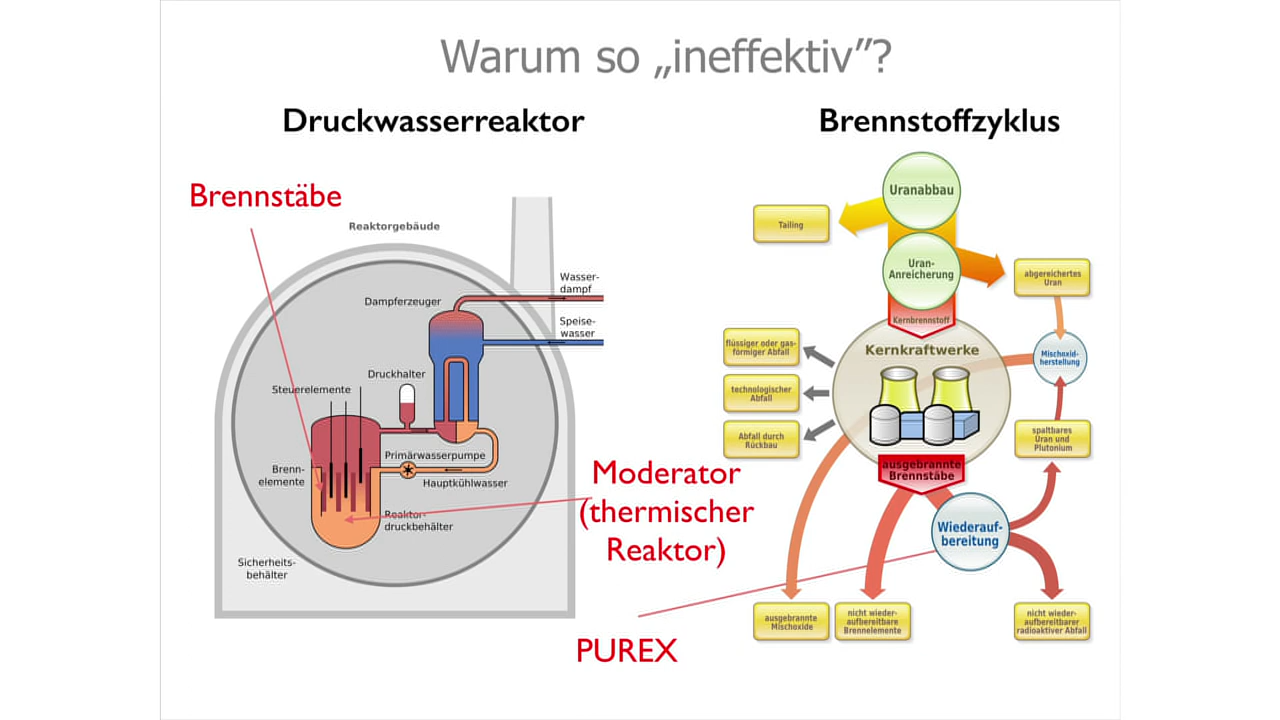 Warum so „ineffektiv”?
Druckwasserreaktor
Brennstäbe
Reaktorgebäude
Wasser-
dampf
Dampferzeuger
Speise-
wasser
Druckhalter
Steuerelemente
Primärwasserpumpe
Brenn-
elemente
Hauptkühlwasser
Reaktor-
druckbehälter
Sicherheits-
behälter
Moderator
(thermischer
Reaktor)
PUREX
Brennstoffzyklus
Uranabbau
Tailing
Uran-
Anreicherung
abgereichertes
Uran
Kernbrennstoff
Kernkraftwerke
Mischoxid-
herstellung
flüssiger oder gas-
förmiger Abfall
technologischer
Abfall
Abfall durch
Rückbau
spaltbares
Uran und
Plutonium
ausgebrannte
Brennstäbe
Wiederauf-
bereitung
ausgebrannte
Mischoxide
nicht wieder-
aufbereitbare
Brennelemente
nicht wieder-
aufbereitbarer
radioaktiver Abfall